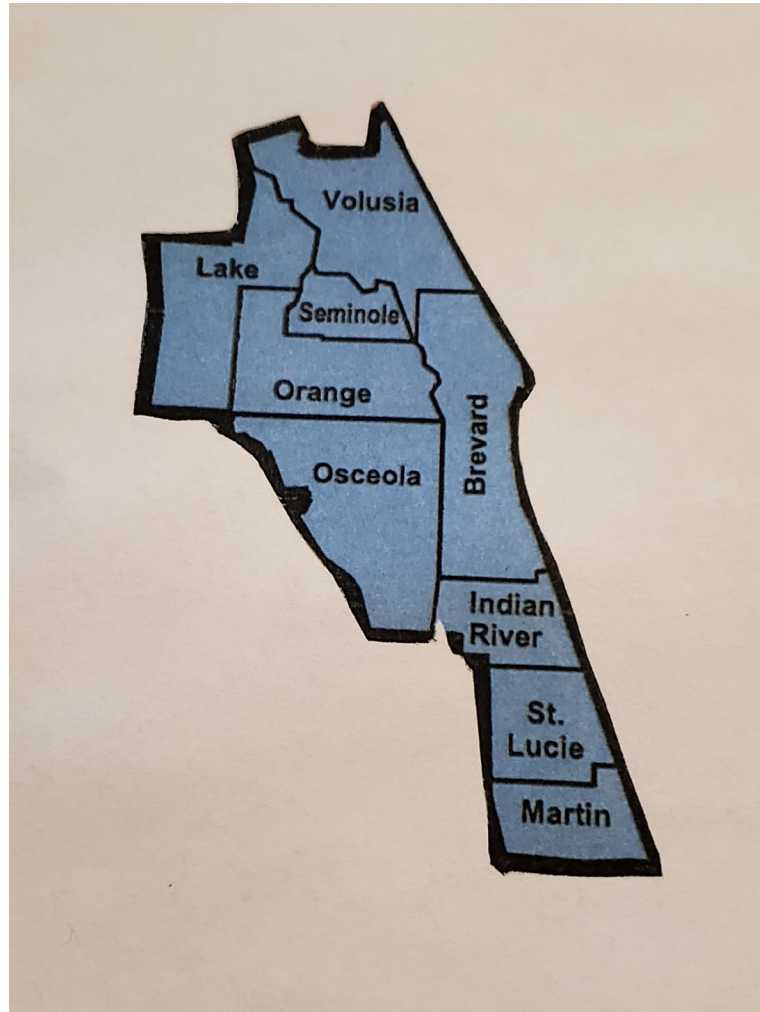 Volusia
Lake
Seminole
Orange
Brevard
Osceola
Indian
River
St.
Lucie
Martin